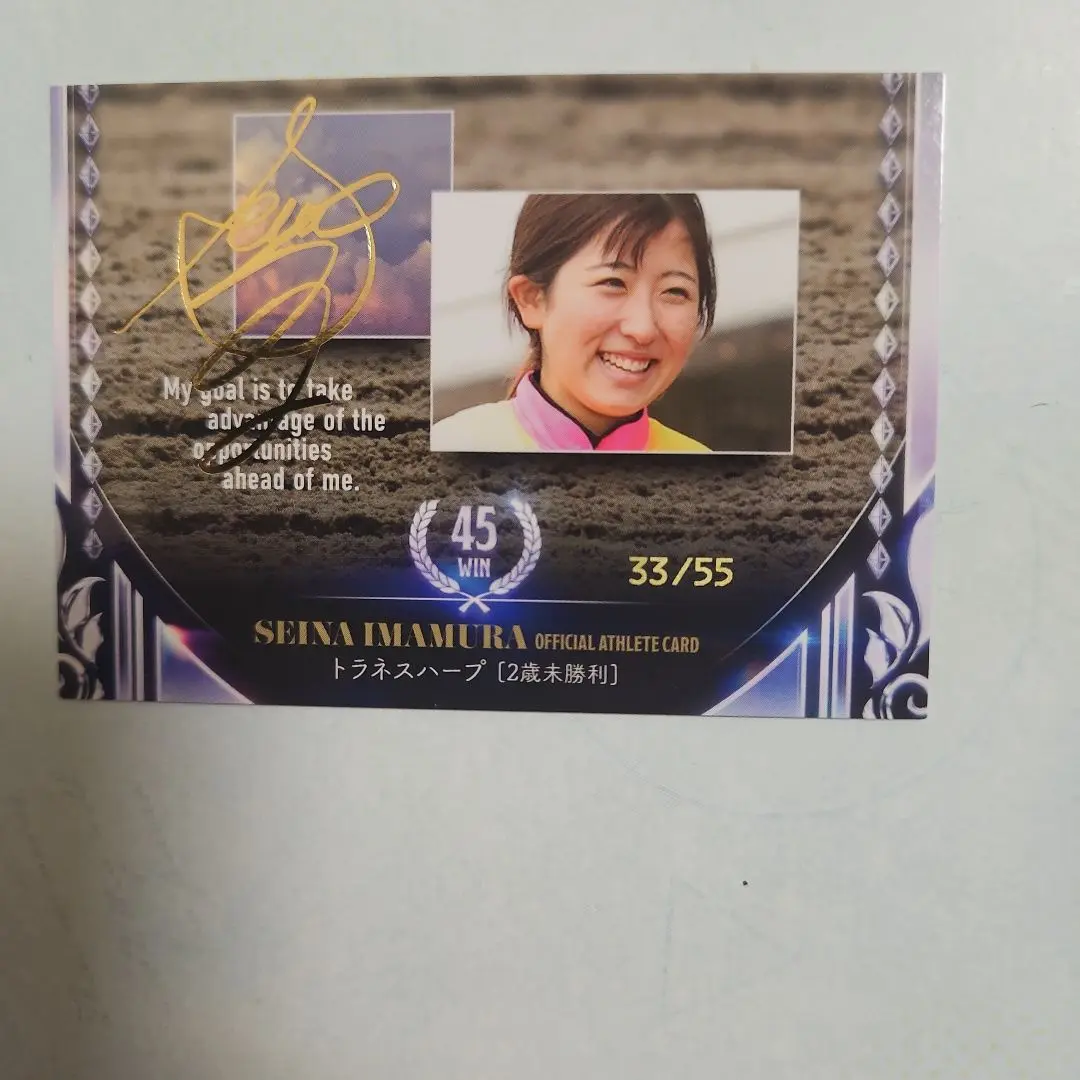 My goal is to take
advantage of the
opportunities
ahead of me.
45
WIN
33/55
SEINA IMAMURA OFFICIAL ATHLETE CARD
トラネスハープ [2歳未勝利]